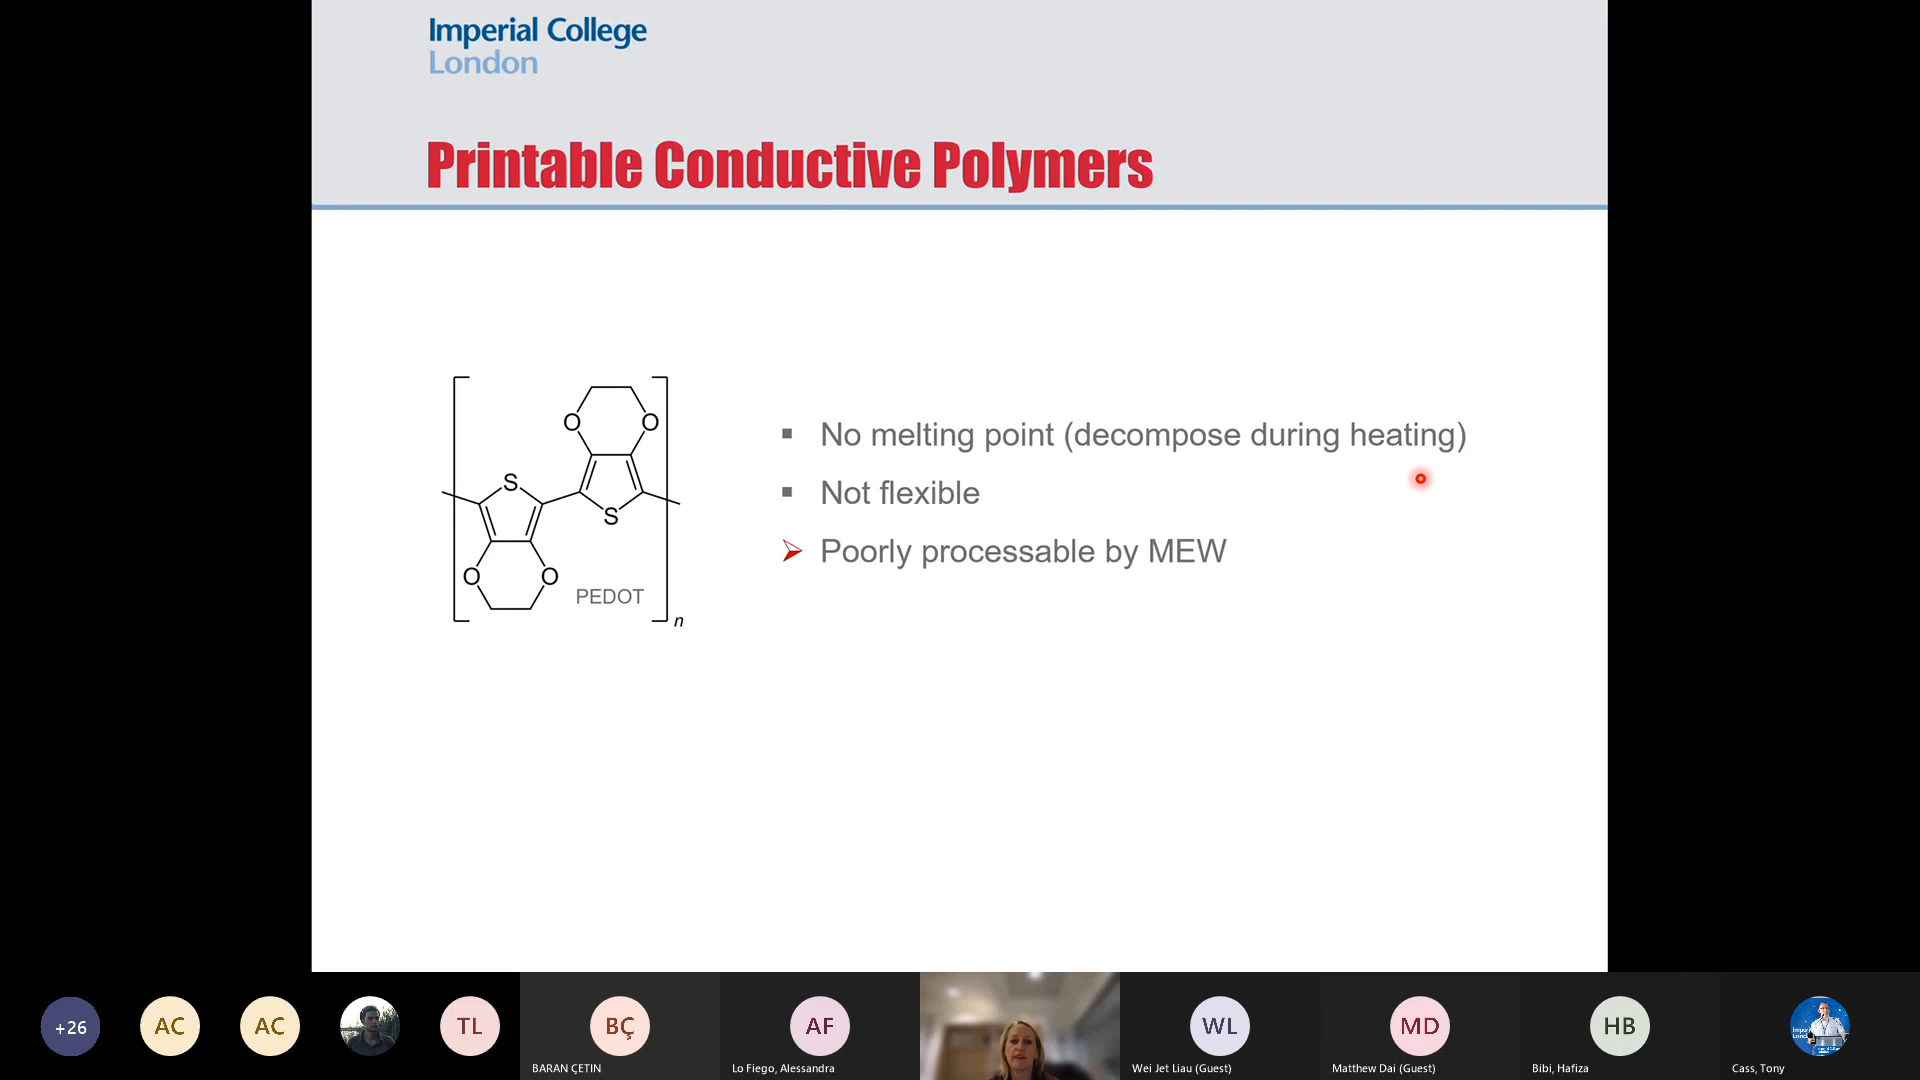 Imperial College
London
Printable Conductive Polymers
O O
S
S
O O
PEDOT
n
▪ No melting point (decompose during heating)
▪ Not flexible
➢ Poorly processable by MEW
+26
AC
AC
TL
BÇ
BARAN ÇETIN
AF
Lo Fiego, Alessandra
WL
Wei Jet Liau (Guest)
MD
Matthew Dai (Guest)
HB
Bibi, Hafiza
Cass, Tony